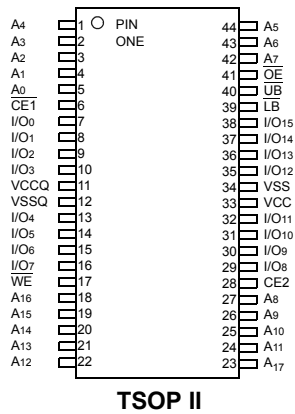 A4 1 PIN 44 A5
A3 2 ONE 43 A6
A2 3 42 A7
A1 4 41 OE
A0 5 40 UB
CE1 6 39 LB
I/O0 7 38 I/O15
I/O1 8 37 I/O14
I/O2 9 36 I/O13
I/O3 10 35 I/O12
VCCQ 11 34 VSS
VSSQ 12 33 VCC
I/O4 13 32 I/O11
I/O5 14 31 I/O10
I/O6 15 30 I/O9
I/O7 16 29 I/O8
WE 17 28 CE2
A16 18 27 A8
A15 19 26 A9
A14 20 25 A10
A13 21 24 A11
A12 22 23 A17
TSOP II